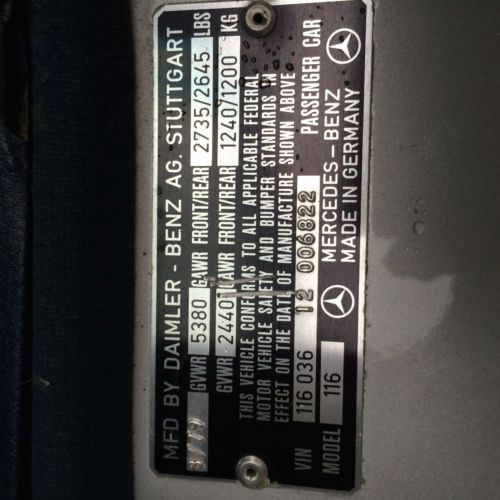 MFD BY DAIMLER - BENZ AG. STUTTGART
3/79 GVWR 5380 GAWR FRONT/REAR 2735/2645 LBS
GVWR 2440 GAWR FRONT/REAR 1240/1200 KG
THIS VEHICLE CONFORMS TO ALL APPLICABLE FEDERAL
MOTOR VEHICLE SAFETY AND BUMPER STANDARDS IN
EFFECT ON THE DATE OF MANUFACTURE SHOWN ABOVE
VIN 116 036 12 006822 PASSENGER CAR
MODEL 116 MERCEDES-BENZ
MADE IN GERMANY